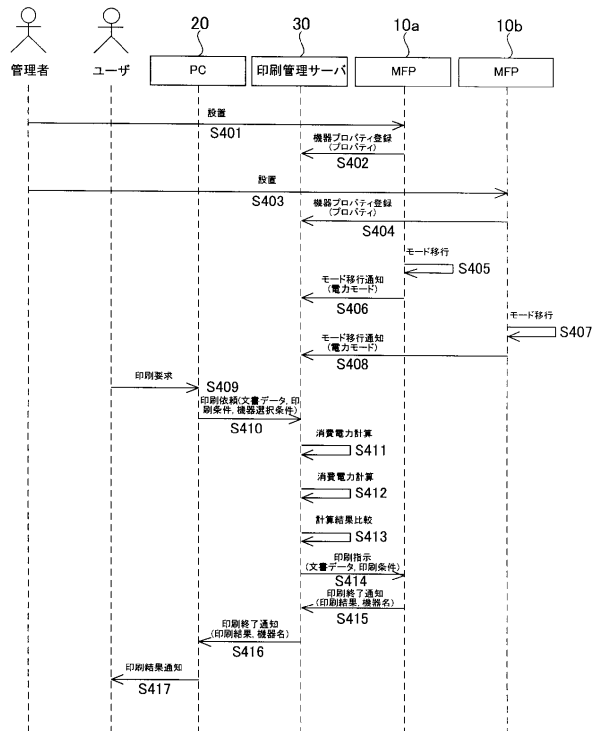 20
30
10a
10b
管理者
ユーザ
PC
印刷管理サーバ
MFP
MFP
設置
S401
機器プロパティ登録
(プロパティ)
S402
設置
S403
機器プロパティ登録
(プロパティ)
S404
モード移行
S405
モード移行通知
(電力モード)
S406
モード移行
S407
モード移行通知
(電力モード)
S408
印刷要求
S409
印刷依頼(文書データ,印
刷条件,機器選択条件)
S410
消費電力計算
S411
消費電力計算
S412
計算結果比較
S413
印刷指示
(文書データ,印刷条件)
S414
印刷終了通知
(印刷結果,機器名)
S415
印刷終了通知
(印刷結果,機器名)
S416
印刷結果通知
S417